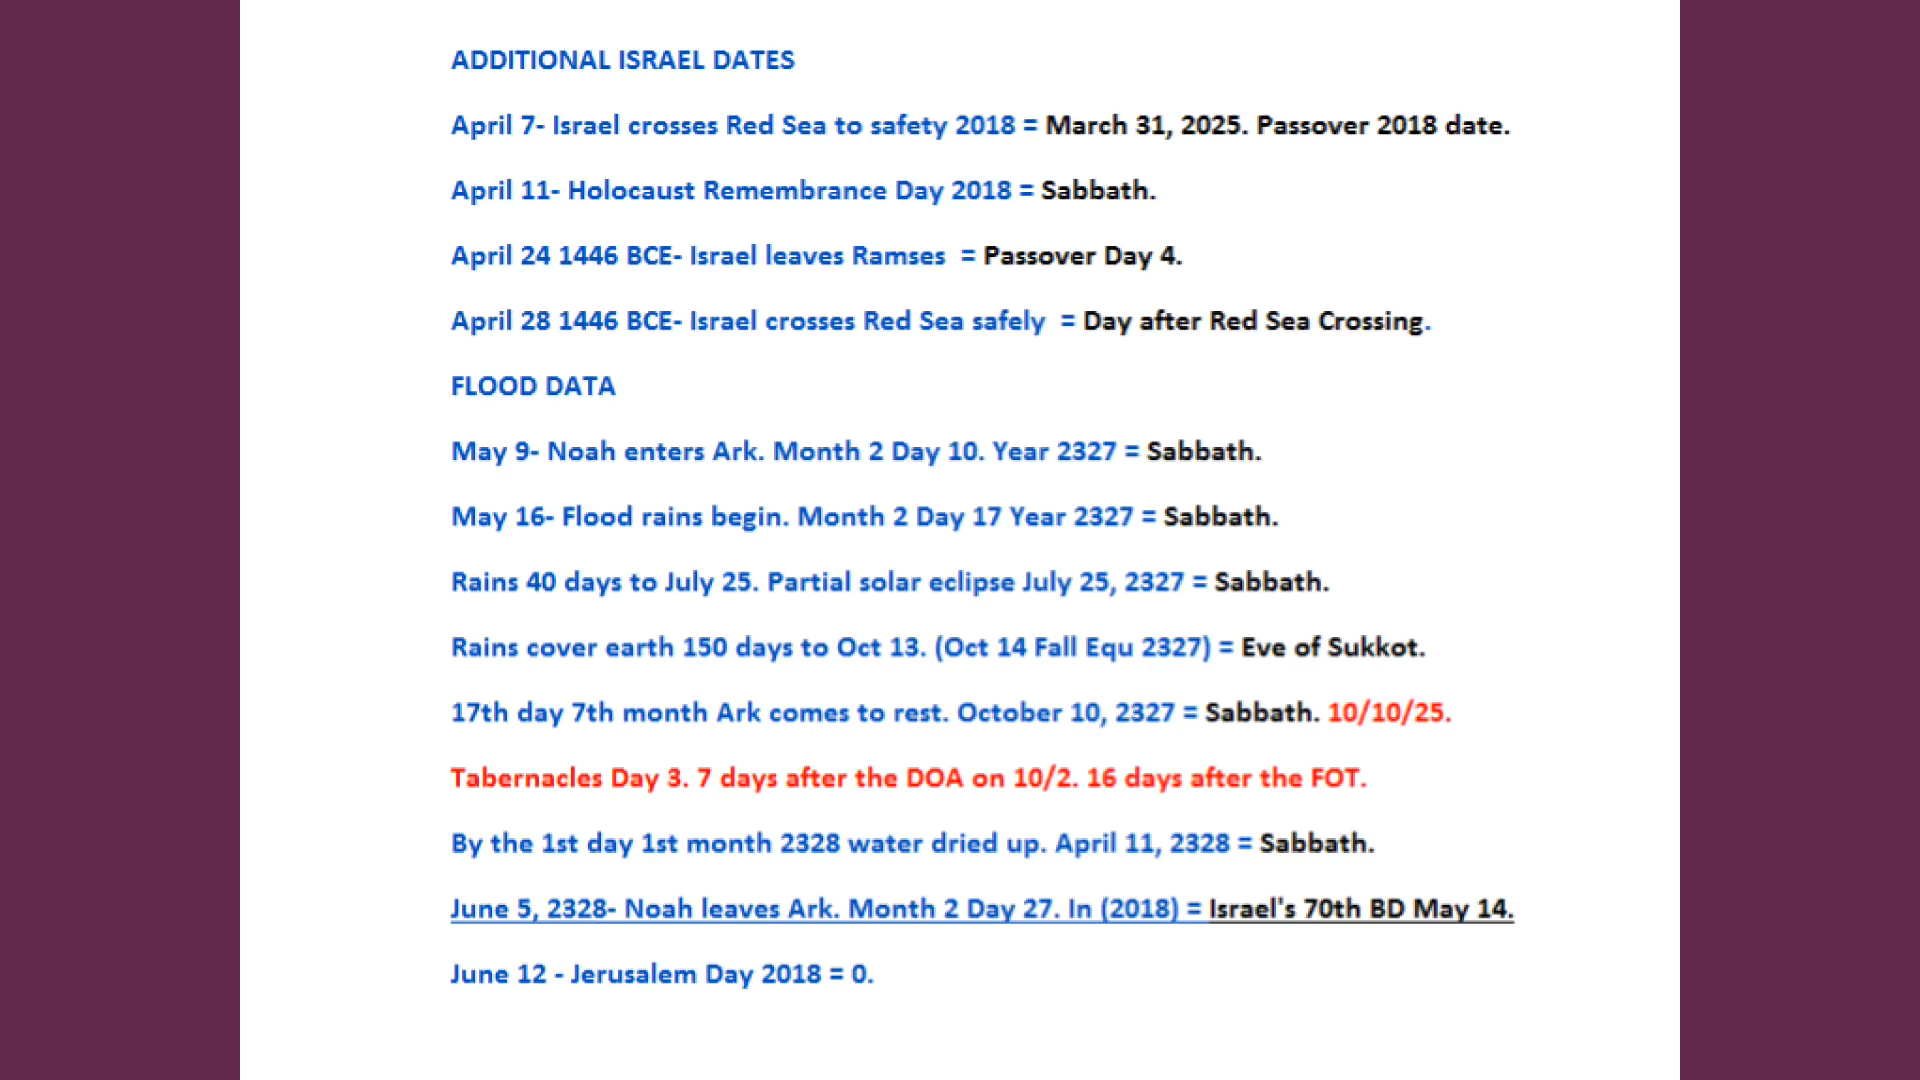 ADDITIONAL ISRAEL DATES
April 7- Israel crosses Red Sea to safety 2018 = March 31, 2025. Passover 2018 date.
April 11- Holocaust Remembrance Day 2018 = Sabbath.
April 24 1446 BCE- Israel leaves Ramses = Passover Day 4.
April 28 1446 BCE- Israel crosses Red Sea safely = Day after Red Sea Crossing.
FLOOD DATA
May 9- Noah enters Ark. Month 2 Day 10. Year 2327 = Sabbath.
May 16- Flood rains begin. Month 2 Day 17 Year 2327 = Sabbath.
Rains 40 days to July 25. Partial solar eclipse July 25, 2327 = Sabbath.
Rains cover earth 150 days to Oct 13. (Oct 14 Fall Equ 2327) = Eve of Sukkot.
17th day 7th month Ark comes to rest. October 10, 2327 = Sabbath. 10/10/25.
Tabernacles Day 3. 7 days after the DOA on 10/2. 16 days after the FOT.
By the 1st day 1st month 2328 water dried up. April 11, 2328 = Sabbath.
June 5, 2328- Noah leaves Ark. Month 2 Day 27. In (2018) = Israel's 70th BD May 14.
June 12 - Jerusalem Day 2018 = 0.